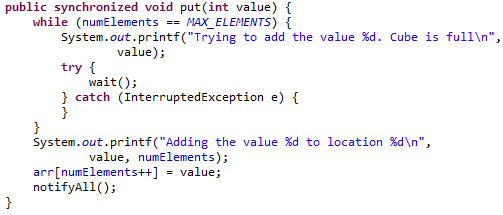 public synchronized void put(int value) {
    while (numElements == MAX_ELEMENTS) {
        System.out.printf("Trying to add the value %d. Cube is full\n",
                value);
        try {
            wait();
        } catch (InterruptedException e) {
        }
    }
    System.out.printf("Adding the value %d to location %d\n",
            value, numElements);
    arr[numElements++] = value;
    notifyAll();
}